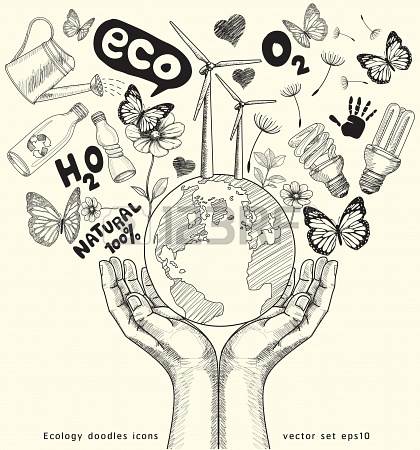 eco
O2
H2O
NATURAL
100%
Ecology doodles icons
vector set eps10